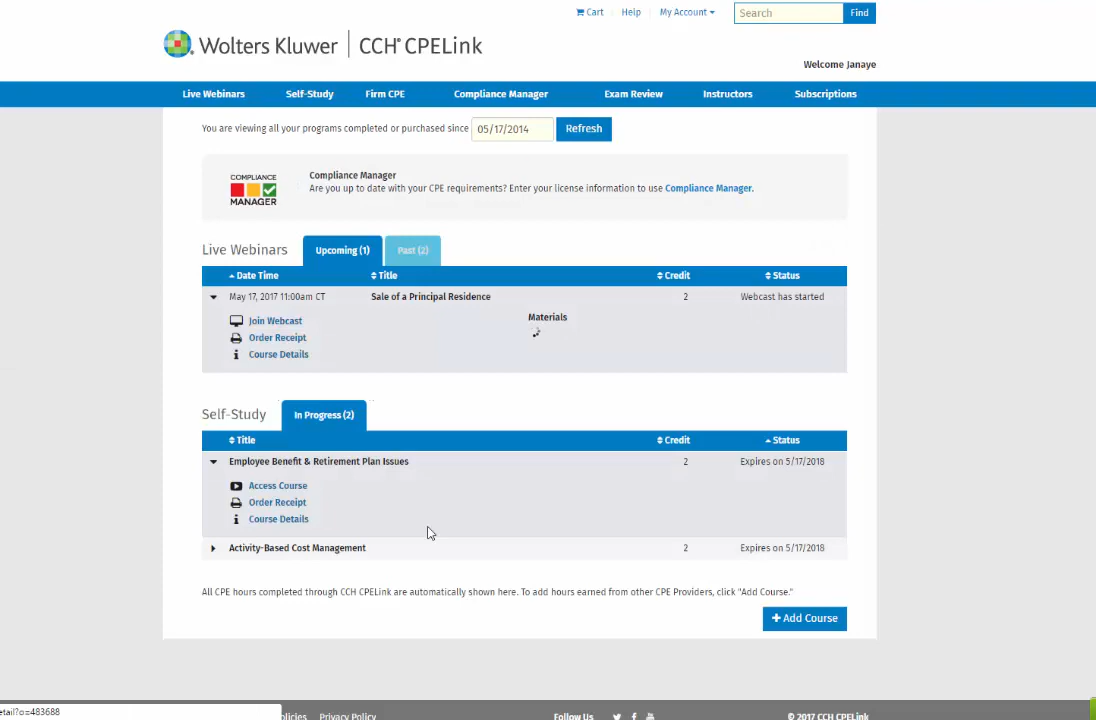 Cart Help My Account Search Find
Wolters Kluwer CCH® CPELink
Welcome Janaye
Live Webinars Self-Study Firm CPE Compliance Manager Exam Review Instructors Subscriptions
You are viewing all your programs completed or purchased since 05/17/2014 Refresh
COMPLIANCE
MANAGER
Compliance Manager
Are you up to date with your CPE requirements? Enter your license information to use Compliance Manager.
Live Webinars Upcoming (1) Past (2)
Date Time Title Credit Status
May 17, 2017 11:00am CT Sale of a Principal Residence 2 Webcast has started
Join Webcast Materials
Order Receipt
Course Details
Self-Study In Progress (2)
Title Credit Status
Employee Benefit & Retirement Plan Issues 2 Expires on 5/17/2018
Access Course
Order Receipt
Course Details
Activity-Based Cost Management 2 Expires on 5/17/2018
All CPE hours completed through CCH CPELink are automatically shown here. To add hours earned from other CPE Providers, click "Add Course."
Add Course
etail?o=483688 olicies Privacy Policy Follow Us © 2017 CCH CPELink